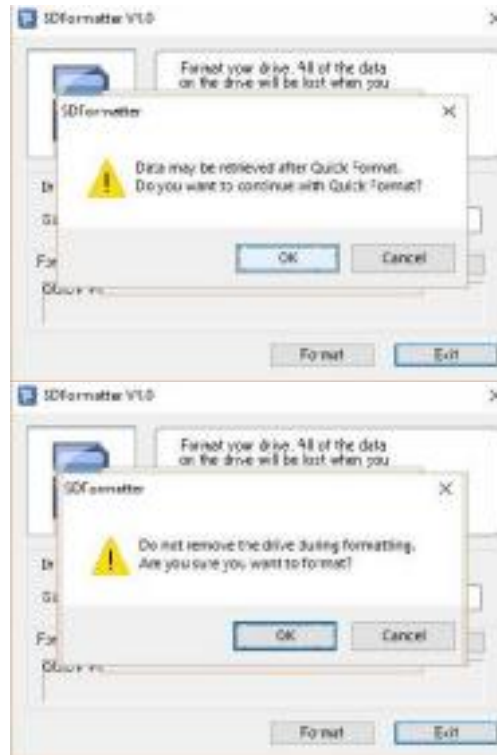 SDFormatter V1.0
Format your drive. All of the data
on the drive will be lost when you
SDFormatter
Data may be retrieved after Quick Format.
Do you want to continue with Quick Format?
OK
Cancel
Format
Exit
SDFormatter V1.0
Format your drive. All of the data
on the drive will be lost when you
SDFormatter
Do not remove the drive during formatting.
Are you sure you want to format?
OK
Cancel
Format
Exit